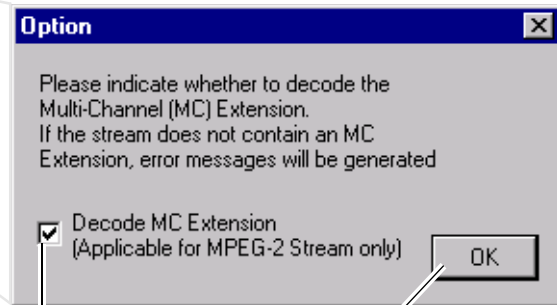 Option
Please indicate whether to decode the
Multi-Channel (MC) Extension.
If the stream does not contain an MC
Extension, error messages will be generated
Decode MC Extension
(Applicable for MPEG-2 Stream only)
OK